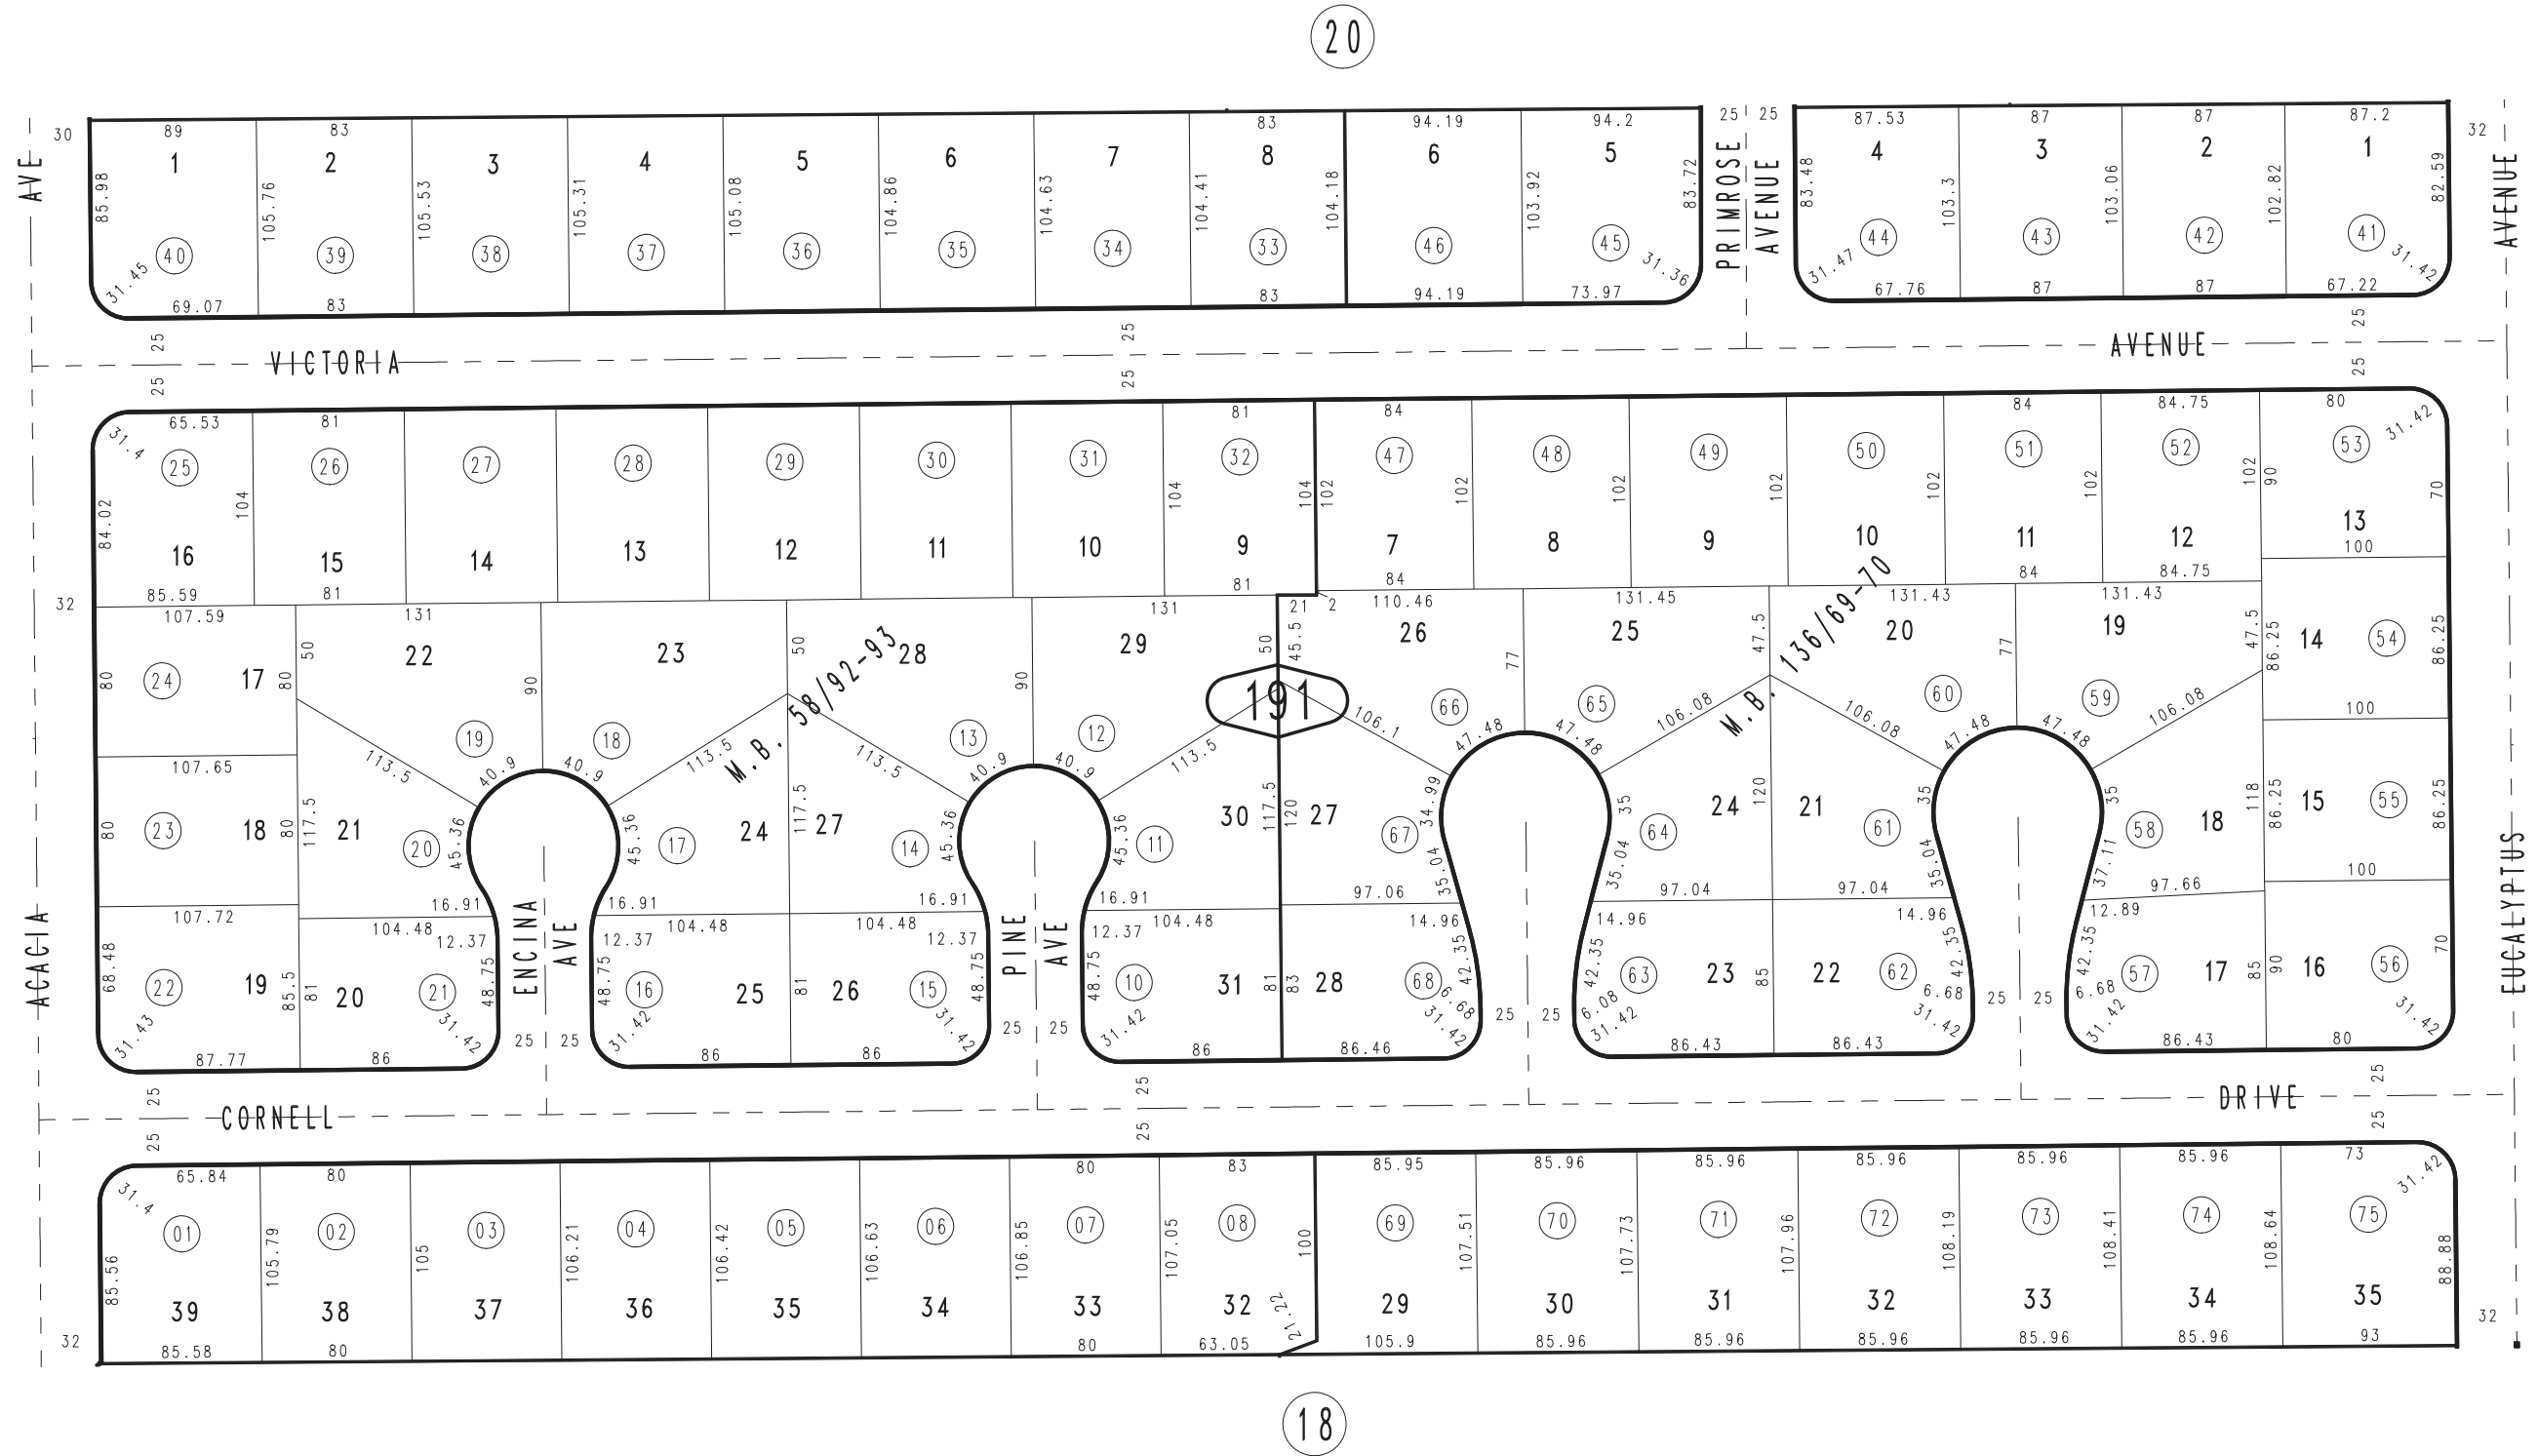 20
30 89 83 83 94.19 94.2 25 25 87.53 87 87 87.2 32
1 2 3 4 5 6 7 8 6 5 4 3 2 1
AVE
PRIMROSE
AVENUE
AVENUE
85.98 105.76 105.53 105.31 105.08 104.86 104.63 104.41 104.18 103.92 83.72 83.48 103.3 103.06 102.82 82.59
40 39 38 37 36 35 34 33 46 45 44 43 42 41
31.45 31.36 31.47 31.42
69.07 83 83 94.19 73.97 67.76 87 87 67.22
25 25 25
VICTORIA AVENUE
25 25 25
65.53 81 81 84 84 84.75 80
31.4 31.42
25 26 27 28 29 30 31 32 47 48 49 50 51 52 53
84.02 104 104 104 102 102 102 102 102 102 102 90 70
16 15 14 13 12 11 10 9 7 8 9 10 11 12 13
85.59 81 81 84 84 84.75 100
32
107.59 131 131 21 2 110.46 131.45 131.43 131.43
50 50 50 45.5 47.5 47.5
22 23 28 29 26 25 20 19 14 54
80 24 17 80 90 90 77 77 86.25 86.25
M.B. 58/92-93
191
M.B. 136/69-70
19 18 13 12 66 65 60 59
100
113.5 113.5 113.5 113.5 106.1 106.08 106.08 106.08
40.9 40.9 40.9 40.9 47.48 47.48 47.48 47.48
107.65
80 23 18 80 117.5 21 20 45.36 45.36 17 24 117.5 27 14 45.36 45.36 11 30 117.5 120 27 67 34.99 35 64 24 120 21 61 35 35 58 18 118 86.25 15 55 86.25
35.04 35.04 35.04 37.11
16.91 16.91 16.91 16.91 97.06 97.04 97.04 97.66 100
107.72 104.48 104.48 104.48 104.48 14.96 14.96 14.96 12.89
12.37 12.37 12.37 12.37
ACACIA
ENCINA
AVE
PINE
AVE
EUCALYPTUS
68.48 22 19 85.5 81 20 21 48.75 48.75 16 25 81 26 15 48.75 48.75 10 31 81 83 28 68 42.35 42.35 63 23 85 22 62 42.35 42.35 57 17 85 90 16 56 70
6.68 6.08 6.68 6.68
31.43 31.42 31.42 31.42 31.42 31.42 31.42 31.42 31.42 31.42
25 25 25 25 25 25 25 25
87.77 86 86 86 86 86.46 86.43 86.43 86.43 80
25 25 25
CORNELL DRIVE
25 25 25
65.84 80 80 83 85.95 85.96 85.96 85.96 85.96 85.96 73
31.4 31.42
01 02 03 04 05 06 07 08 69 70 71 72 73 74 75
85.56 105.79 105 106.21 106.42 106.63 106.85 107.05 100 107.51 107.73 107.96 108.19 108.41 108.64 88.88
39 38 37 36 35 34 33 32 21.22 29 30 31 32 33 34 35
32 85.58 80 80 63.05 105.9 85.96 85.96 85.96 85.96 85.96 93 32
18